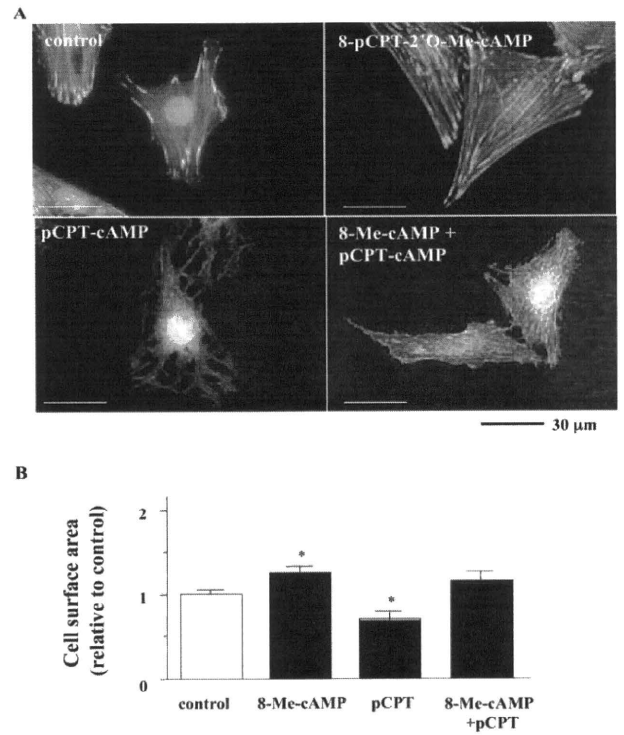 A
control
8-pCPT-2'O-Me-cAMP
pCPT-cAMP
8-Me-cAMP +
pCPT-cAMP
30 μm
B
Cell surface area
(relative to control)
2
1
0
*
*
control
8-Me-cAMP
pCPT
8-Me-cAMP
+pCPT